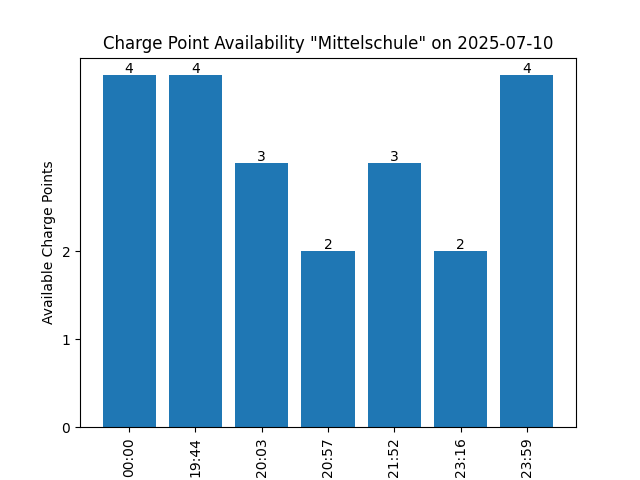 Charge Point Availability "Mittelschule" on 2025-07-10
4 4 3 2 3 2 4
Available Charge Points
2
1
0
00:00 19:44 20:03 20:57 21:52 23:16 23:59